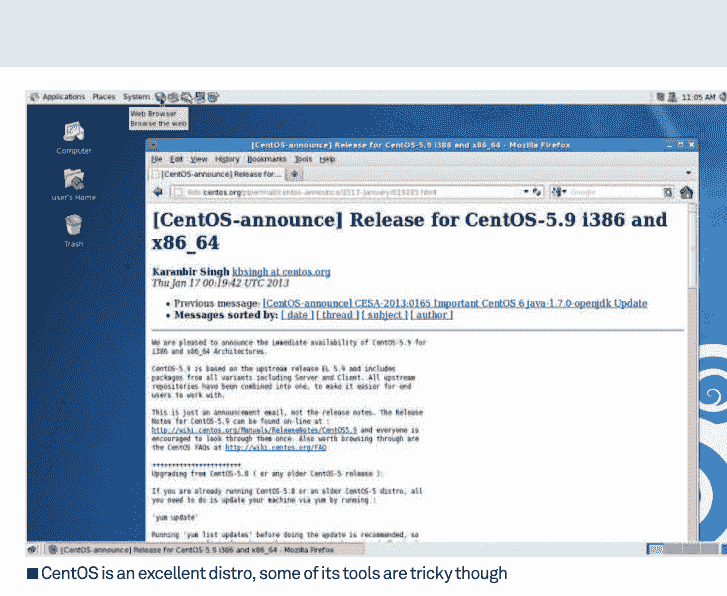 Applications Places System
11:05 AM
Web Browser
Browse the web
Computer
user's Home
Trash
[CentOS-announce] Release for CentOS-5.9 i386 and x86_64 - Mozilla Firefox
File Edit View History Bookmarks Tools Help
[CentOS-announce] Release for...
Google
[CentOS-announce] Release for CentOS-5.9 i386 and
x86_64
Karanbir Singh kbsingh at centos.org
Thu Jan 17 00:19:42 UTC 2013
• Previous message: [CentOS-announce] CESA-2013:0165 Important CentOS 6 java-1.7.0-openjdk Update
• Messages sorted by: [ date ] [ thread ] [ subject ] [ author ]
We are pleased to announce the immediate availability of CentOS-5.9 for
i386 and x86_64 Architectures.
CentOS-5.9 is based on the upstream release EL 5.9 and includes
packages from all variants including Server and Client. All upstream
repositories have been combined into one, to make it easier for end
users to work with.
This is just an announcement email, not the release notes. The Release
Notes for CentOS-5.9 can be found on-line at :
http://wiki.centos.org/Manuals/ReleaseNotes/CentOS5.9 and everyone is
encouraged to look through them once. Also worth browsing through are
the CentOS FAQs at http://wiki.centos.org/FAQ
+++++++++++++++++++++++
Upgrading from CentOS-5.8 ( or any older CentOS-5 release ):
If you are already running CentOS-5.8 or an older CentOS-5 distro, all
you need to do is update your machine via yum by running :
'yum update'
Running 'yum list updates' before doing the update is recommended, so
[CentOS-announce] Release for CentOS-5.9 i386 and x86_64 - Mozilla Firefox
CentOS is an excellent distro, some of its tools are tricky though